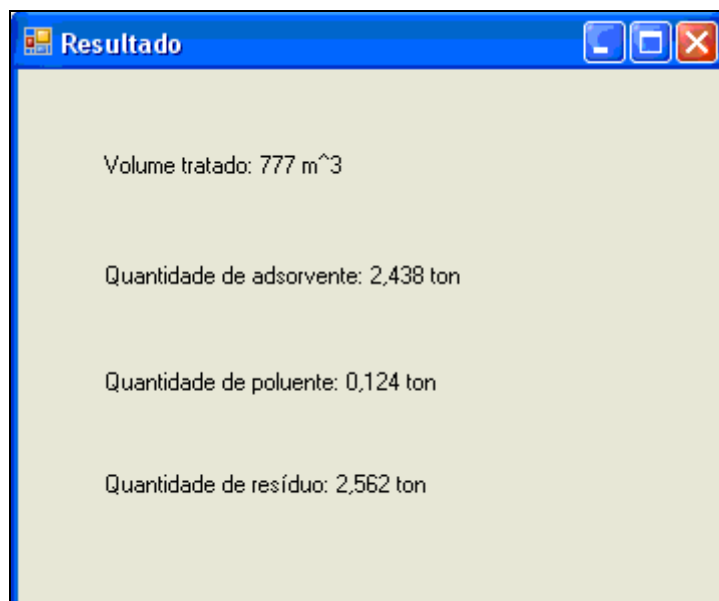 Resultado
Volume tratado: 777 m^3
Quantidade de adsorvente: 2,438 ton
Quantidade de poluente: 0,124 ton
Quantidade de resíduo: 2,562 ton